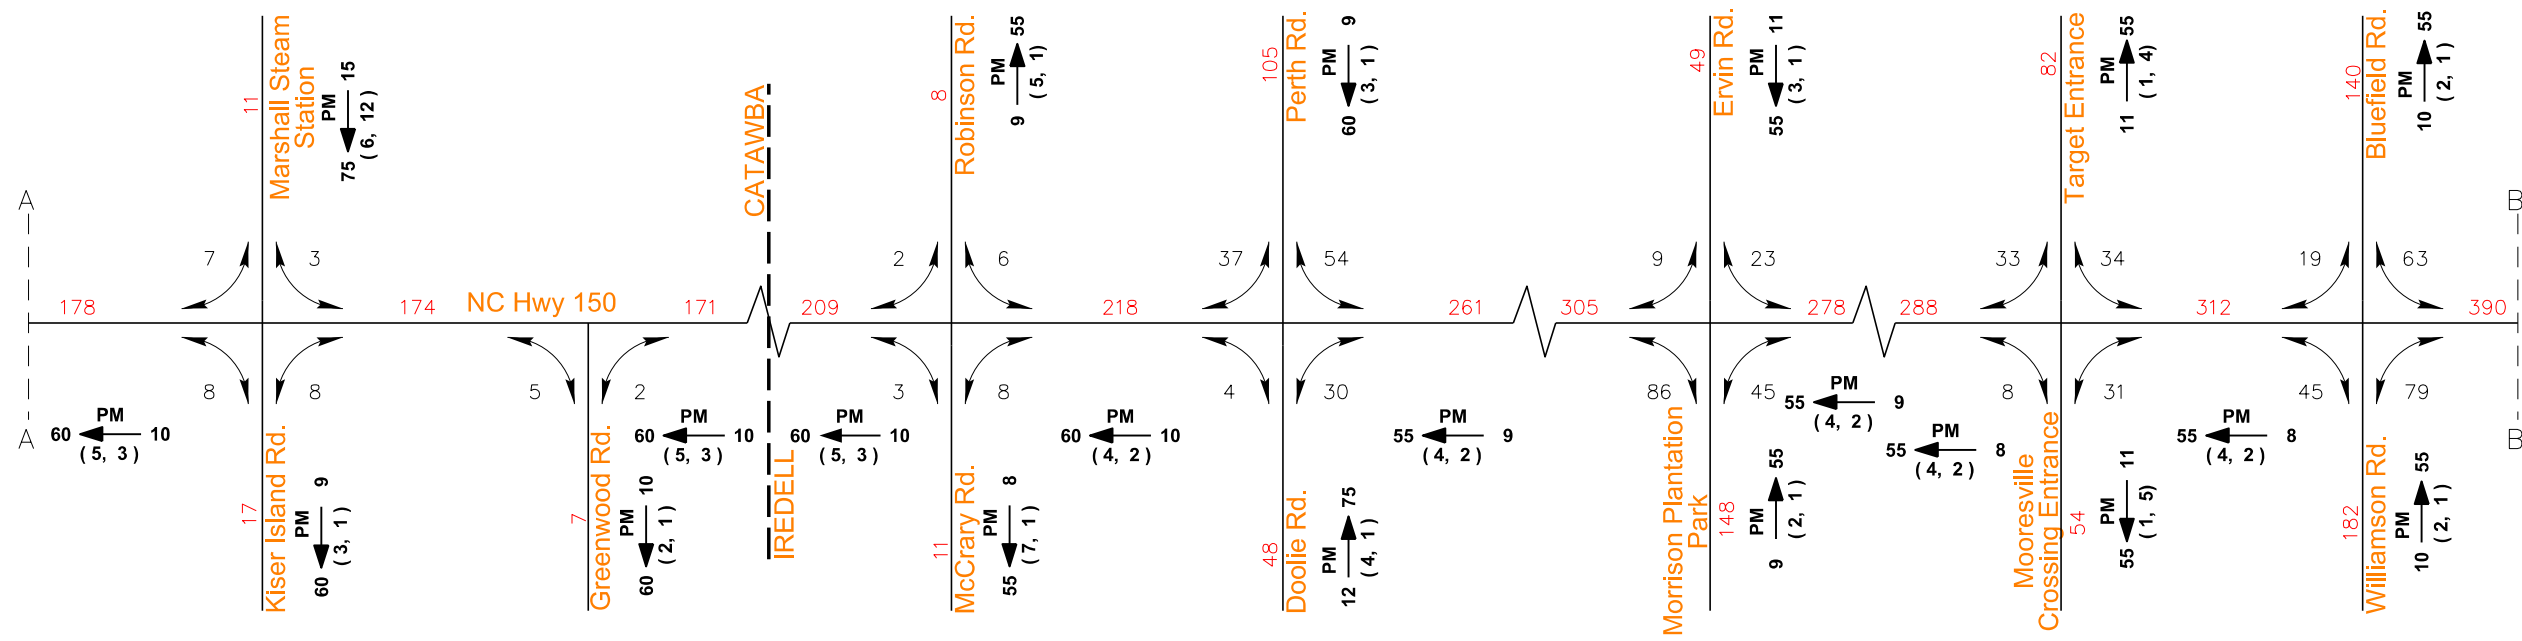 Marshall Steam
Station
11
PM
15
75
( 6, 12 )
CATAWBA
8
Robinson Rd.
PM
9
55
( 5, 1 )
105
Perth Rd.
PM
9
60
( 3, 1 )
49
Ervin Rd.
PM
11
55
( 3, 1 )
82
Target Entrance
PM
11
55
( 1, 4 )
140
Bluefield Rd.
PM
10
55
( 2, 1 )
A
B
7
3
2
6
37
54
9
23
33
34
19
63
178
174
NC Hwy 150
171
209
218
261
305
278
288
312
390
8
8
5
2
3
8
4
30
86
45
8
31
45
79
A
B
PM
60
10
( 5, 3 )
PM
60
10
( 5, 3 )
PM
60
10
( 5, 3 )
PM
60
10
( 4, 2 )
PM
55
9
( 4, 2 )
PM
55
9
( 4, 2 )
PM
55
8
( 4, 2 )
PM
55
8
( 4, 2 )
17
Kiser Island Rd.
PM
9
60
( 3, 1 )
7
Greenwood Rd.
PM
10
60
( 2, 1 )
IREDELL
11
McCrary Rd.
PM
8
55
( 7, 1 )
48
Doolie Rd.
PM
12
75
( 4, 1 )
Morrison Plantation
Park
148
PM
9
55
( 2, 1 )
Mooresville
Crossing Entrance
54
PM
11
55
( 1, 5 )
182
Williamson Rd.
PM
10
55
( 2, 1 )